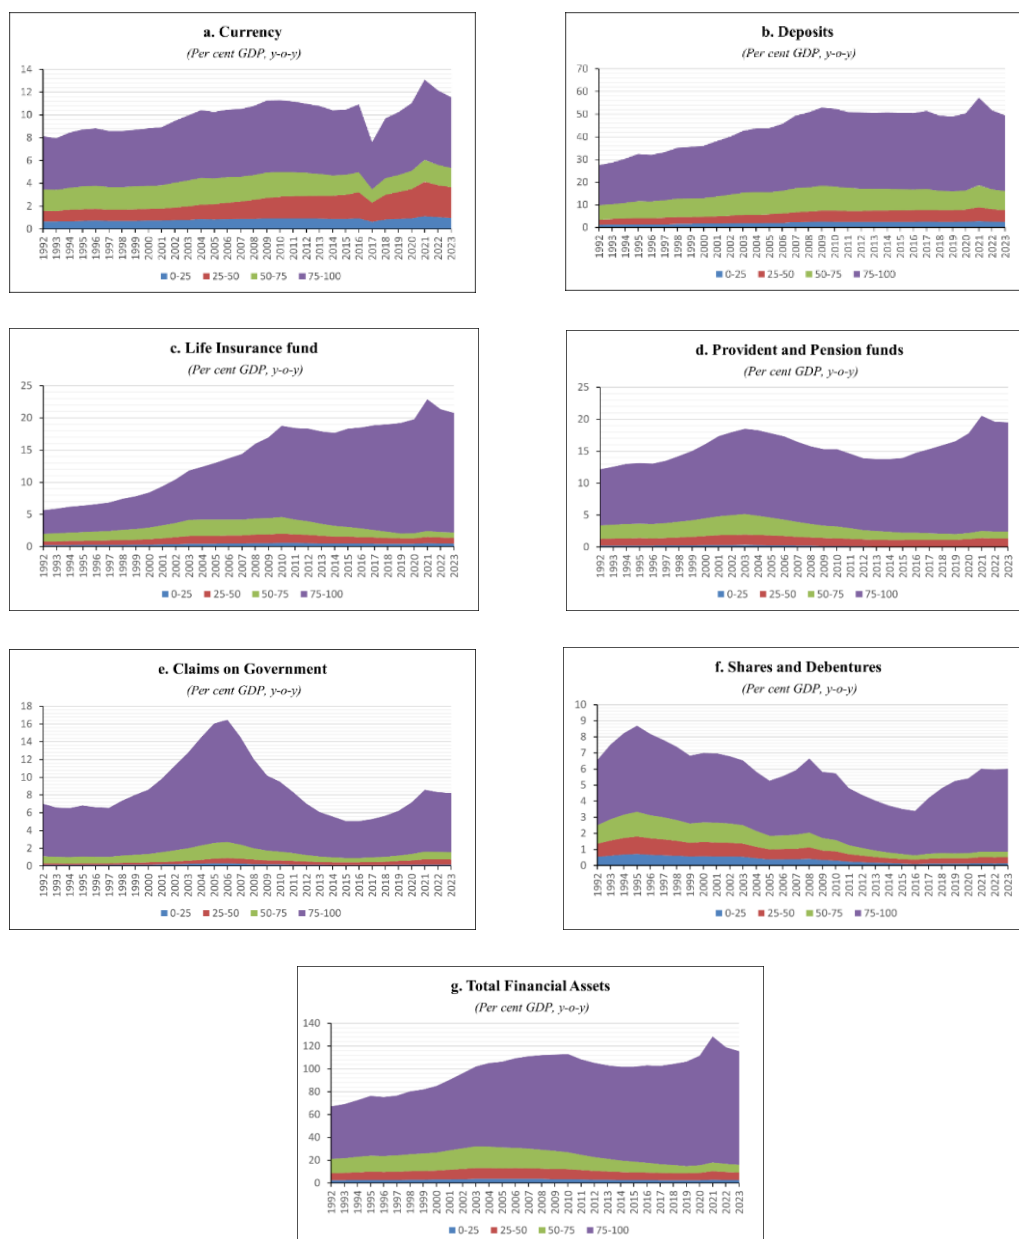 a. Currency
(Per cent GDP, y-o-y)
14
12
10
8
6
4
2
0
1992 1993 1994 1995 1996 1997 1998 1999 2000 2001 2002 2003 2004 2005 2006 2007 2008 2009 2010 2011 2012 2013 2014 2015 2016 2017 2018 2019 2020 2021 2022 2023
0-25 25-50 50-75 75-100
b. Deposits
(Per cent GDP, y-o-y)
70
60
50
40
30
20
10
0
1992 1993 1994 1995 1996 1997 1998 1999 2000 2001 2002 2003 2004 2005 2006 2007 2008 2009 2010 2011 2012 2013 2014 2015 2016 2017 2018 2019 2020 2021 2022 2023
0-25 25-50 50-75 75-100
c. Life Insurance fund
(Per cent GDP, y-o-y)
25
20
15
10
5
0
1992 1993 1994 1995 1996 1997 1998 1999 2000 2001 2002 2003 2004 2005 2006 2007 2008 2009 2010 2011 2012 2013 2014 2015 2016 2017 2018 2019 2020 2021 2022 2023
0-25 25-50 50-75 75-100
d. Provident and Pension funds
(Per cent GDP, y-o-y)
25
20
15
10
5
0
1992 1993 1994 1995 1996 1997 1998 1999 2000 2001 2002 2003 2004 2005 2006 2007 2008 2009 2010 2011 2012 2013 2014 2015 2016 2017 2018 2019 2020 2021 2022 2023
0-25 25-50 50-75 75-100
e. Claims on Government
(Per cent GDP, y-o-y)
18
16
14
12
10
8
6
4
2
0
1992 1993 1994 1995 1996 1997 1998 1999 2000 2001 2002 2003 2004 2005 2006 2007 2008 2009 2010 2011 2012 2013 2014 2015 2016 2017 2018 2019 2020 2021 2022 2023
0-25 25-50 50-75 75-100
f. Shares and Debentures
(Per cent GDP, y-o-y)
10
9
8
7
6
5
4
3
2
1
0
1992 1993 1994 1995 1996 1997 1998 1999 2000 2001 2002 2003 2004 2005 2006 2007 2008 2009 2010 2011 2012 2013 2014 2015 2016 2017 2018 2019 2020 2021 2022 2023
0-25 25-50 50-75 75-100
g. Total Financial Assets
(Per cent GDP, y-o-y)
140
120
100
80
60
40
20
0
1992 1993 1994 1995 1996 1997 1998 1999 2000 2001 2002 2003 2004 2005 2006 2007 2008 2009 2010 2011 2012 2013 2014 2015 2016 2017 2018 2019 2020 2021 2022 2023
0-25 25-50 50-75 75-100